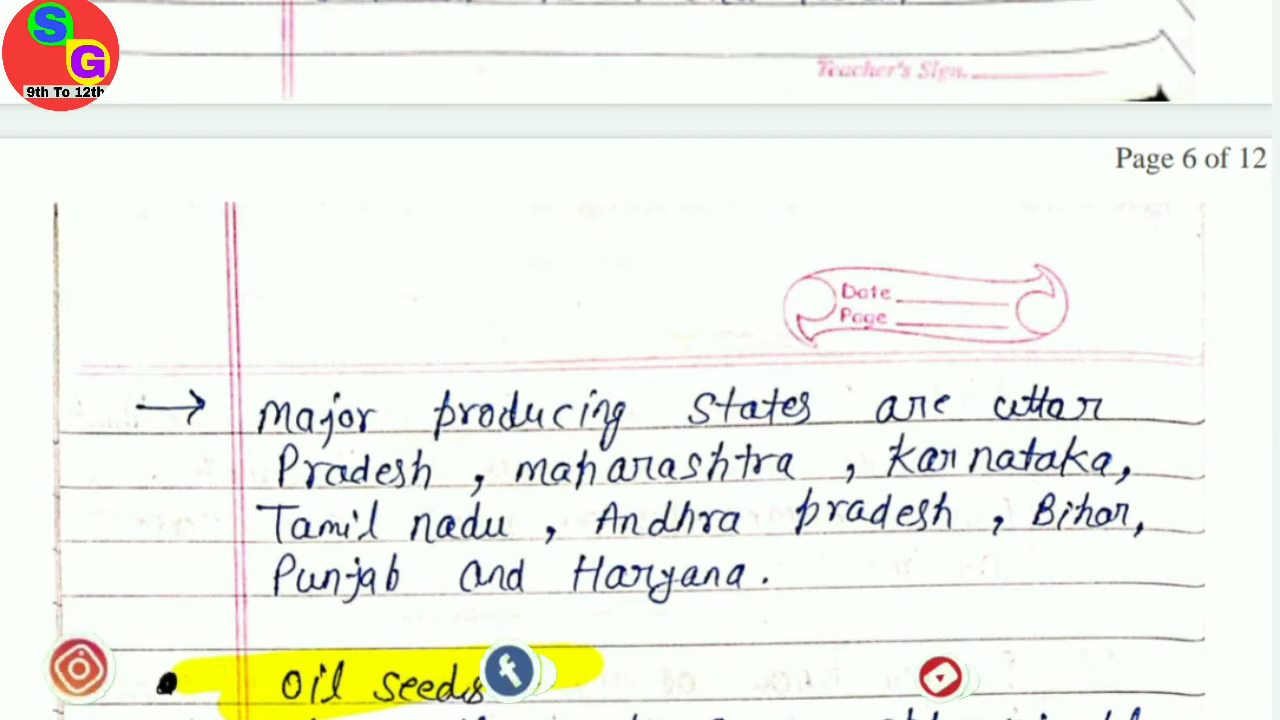 SG
9th To 12th
Teacher's Sign.
Page 6 of 12
Date
Page
→ Major producing states are uttar
Pradesh , maharashtra , Karnataka,
Tamil nadu , Andhra pradesh , Bihar,
Punjab and Haryana.
• oil seeds